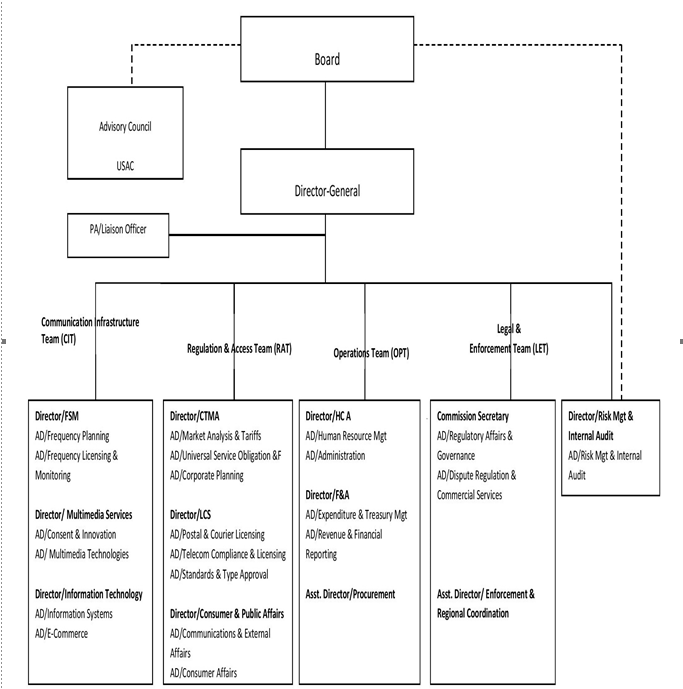 Board
Advisory Council
USAC
Director-General
PA/Liaison Officer
Communication Infrastructure
Team (CIT)
Regulation & Access Team (RAT)
Operations Team (OPT)
Legal &
Enforcement Team (LET)
Director/FSM
AD/Frequency Planning
AD/Frequency Licensing &
Monitoring
Director/ Multimedia Services
AD/Consent & Innovation
AD/ Multimedia Technologies
Director/Information Technology
AD/Information Systems
AD/E-Commerce
Director/CTMA
AD/Market Analysis & Tariffs
AD/Universal Service Obligation &F
AD/Corporate Planning
Director/LCS
AD/Postal & Courier Licensing
AD/Telecom Compliance & Licensing
AD/Standards & Type Approval
Director/Consumer & Public Affairs
AD/Communications & External
Affairs
AD/Consumer Affairs
Director/HC A
AD/Human Resource Mgt
AD/Administration
Director/F&A
AD/Expenditure & Treasury Mgt
AD/Revenue & Financial
Reporting
Asst. Director/Procurement
Commission Secretary
AD/Regulatory Affairs &
Governance
AD/Dispute Regulation &
Commercial Services
Asst. Director/ Enforcement &
Regional Coordination
Director/Risk Mgt &
Internal Audit
AD/Risk Mgt & Internal
Audit